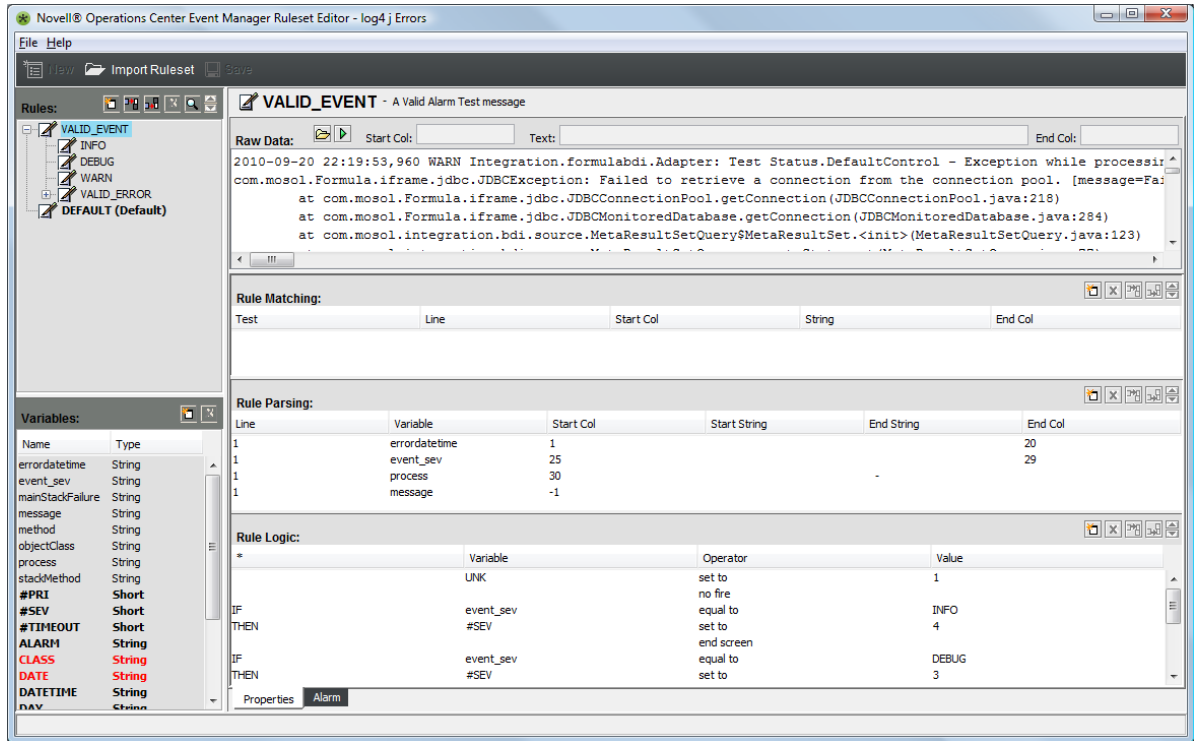 Novell® Operations Center Event Manager Ruleset Editor - log4 j Errors
File Help
New Import Ruleset Save
Rules:
VALID_EVENT
INFO
DEBUG
WARN
VALID_ERROR
DEFAULT (Default)
VALID_EVENT - A Valid Alarm Test message
Raw Data: Start Col: Text: End Col:
2010-09-20 22:19:53,960 WARN Integration.formulabdi.Adapter: Test Status.DefaultControl - Exception while processin
com.mosol.Formula.iframe.jdbc.JDBCException: Failed to retrieve a connection from the connection pool. [message=Fai
at com.mosol.Formula.iframe.jdbc.JDBCConnectionPool.getConnection(JDBCConnectionPool.java:218)
at com.mosol.Formula.iframe.jdbc.JDBCMonitoredDatabase.getConnection(JDBCMonitoredDatabase.java:284)
at com.mosol.integration.bdi.source.MetaResultSetQuery$MetaResultSet.<init>(MetaResultSetQuery.java:123)
Rule Matching:
Test Line Start Col String End Col
Rule Parsing:
Line Variable Start Col Start String End String End Col
1 errordatetime 1 20
1 event_sev 25 29
1 process 30 -
1 message -1
Rule Logic:
* Variable Operator Value
UNK set to 1
no fire
IF event_sev equal to INFO
THEN #SEV set to 4
end screen
IF event_sev equal to DEBUG
THEN #SEV set to 3
Properties Alarm
Variables:
Name Type
errordatetime String
event_sev String
mainStackFailure String
message String
method String
objectClass String
process String
stackMethod String
#PRI Short
#SEV Short
#TIMEOUT Short
ALARM String
CLASS String
DATE String
DATETIME String
DAY String